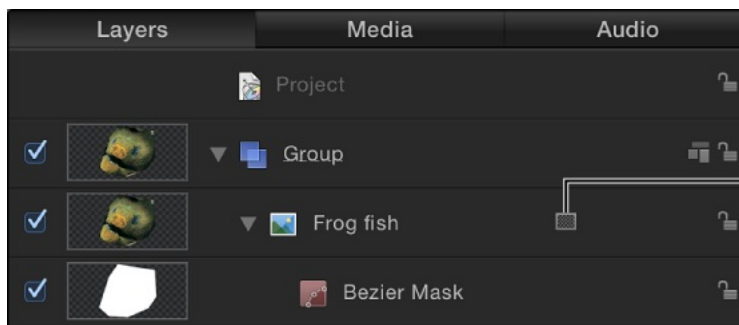 Layers Media Audio
Project
Group
Frog fish
Bezier Mask